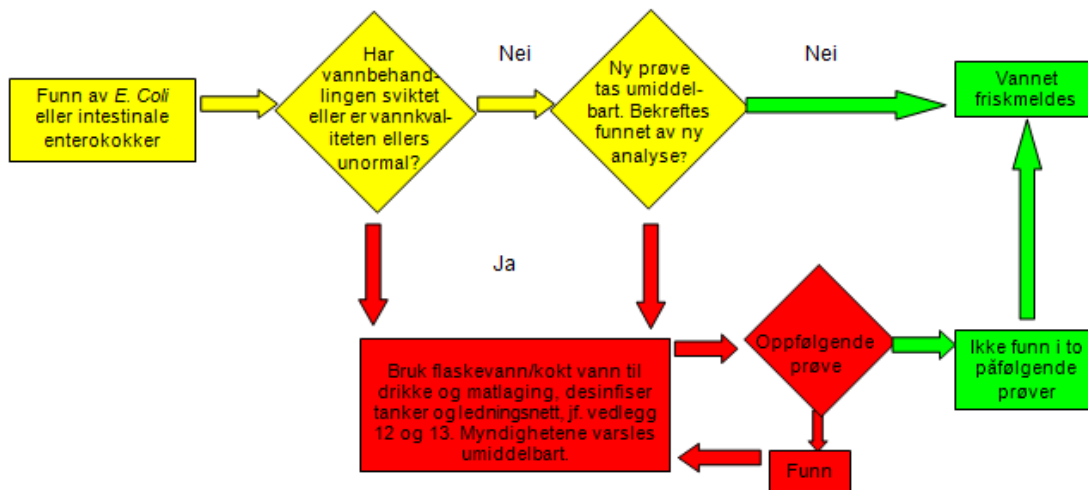 Funn av E. Coli
eller intestinale
enterokokker
Har
vannbehand-
lingen sviktet
eller er vannkva-
liteten ellers
unormal?
Nei
Ny prøve
tas umiddel-
bart. Bekreftes
funnet av ny
analyse?
Nei
Vannet
friskmeldes
Ja
Bruk flaskevann/kokt vann til
drikke og matlaging, desinfiser
tanker og ledningsnett, jf. vedlegg
12 og 13. Myndighetene varsles
umiddelbart.
Oppfølgende
prøve
Funn
Ikke funn i to
påfølgende
prøver